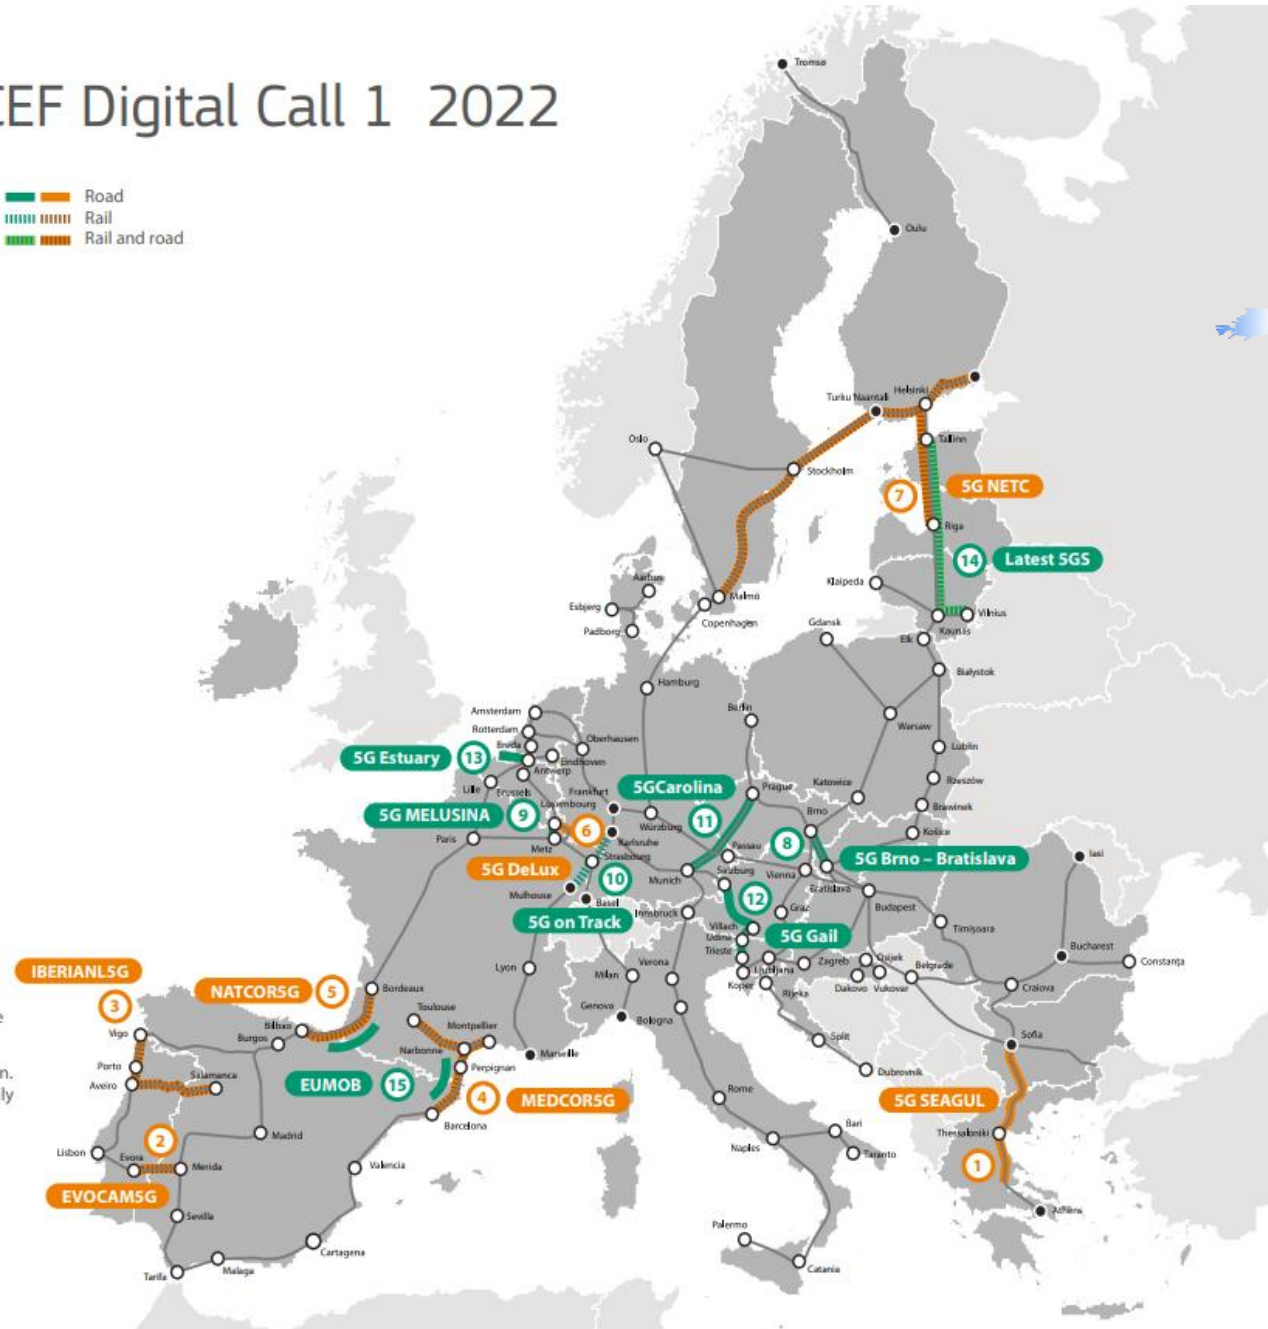 CEF Digital Call 1 2022
Road
Rail
Rail and road
Tromsø
Oulu
Helsinki
Turku Naantali
Tallinn
Oslo
Stockholm
7
5G NETC
Riga
14
Latest 5GS
Aarhus
Klaipeda
Malmö
Esbjerg
Copenhagen
Vilnius
Padborg
Gdansk
Kaunas
Elk
Białystok
Hamburg
Amsterdam
Berlin
Rotterdam
Warsaw
Breda
Oberhausen
5G Estuary
13
Lublin
Eindhoven
Antwerp
Lille
Brussels
Frankfurt
5GCarolina
Prague
Katowice
Rzeszów
Luxembourg
5G MELUSINA
9
6
11
Brno
Brawinek
Würzburg
Paris
Karlsruhe
Košice
Metz
Passau
8
Strasbourg
5G Brno – Bratislava
Iasi
5G DeLux
10
Munich
Salzburg
Vienna
Mulhouse
Bratislava
12
Basel
Budapest
5G on Track
Innsbruck
Graz
Villach
Timișoara
Udina
5G Gail
Bucharest
Trieste
Constanța
IBERIANL5G
Lyon
Milan
Verona
Ljubljana
Zagreb
Osijek
Belgrade
NATCOR5G
5
Bordeaux
Koper
Dakovo
Vukovar
Craiova
3
Toulouse
Genova
Rijeka
e
Vigo
Bilbao
Montpellier
Bologna
Burgos
Split
Sofia
Narbonne
Marseille
Porto
Perpignan
n.
Salamanca
Dubrovnik
Aveiro
EUMOB
15
ly
4
MEDCOR5G
Rome
5G SEAGUL
Barcelona
Madrid
Bari
Thessaloniki
2
Naples
Lisbon
Evora
Taranto
Merida
Valencia
1
EVOCAM5G
Sevilla
Athens
Palermo
Cartagena
Malaga
Catania
Tarifa